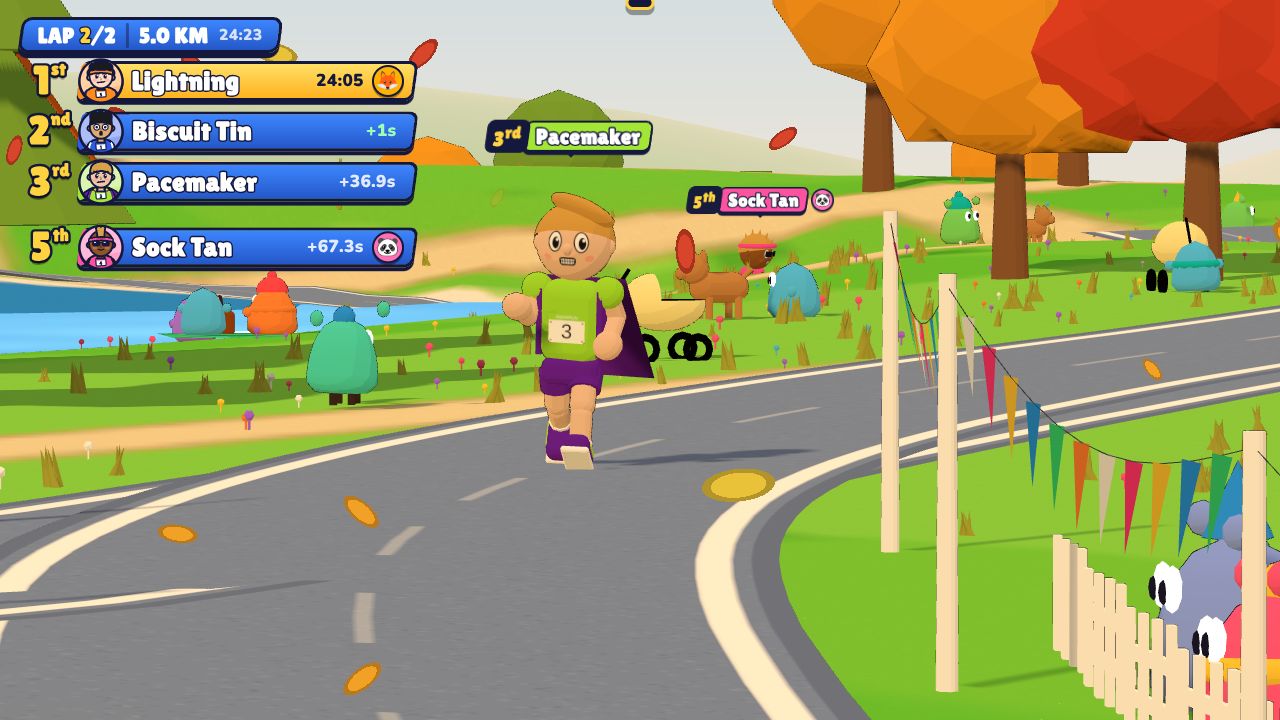 LAP 2/2 5.0 KM 24:23
1st Lightning 24:05
2nd Biscuit Tin +1s
3rd Pacemaker +36.9s
5th Sock Tan +67.3s
3rd Pacemaker
5th Sock Tan
3